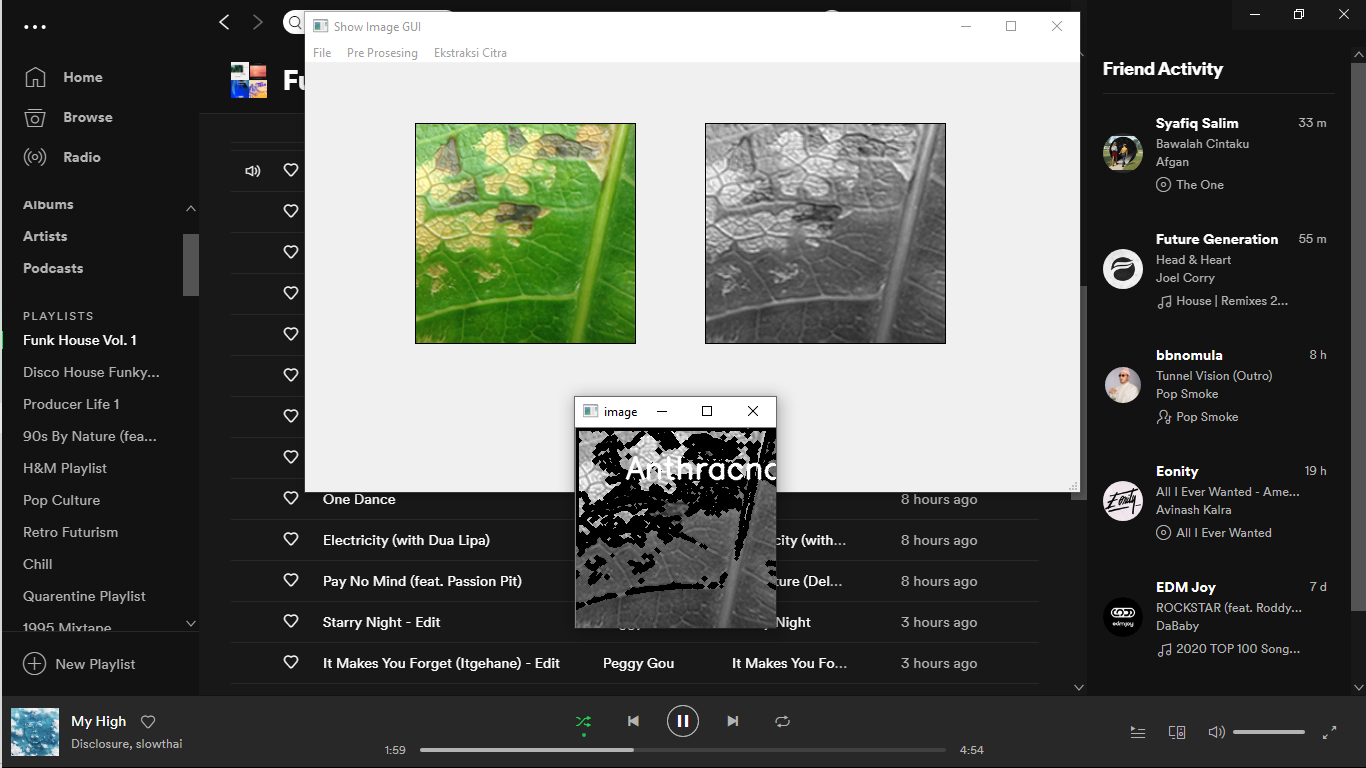 Show Image GUI
File Pre Prosesing Ekstraksi Citra
Home
Browse
Radio
Albums
Artists
Podcasts
PLAYLISTS
Funk House Vol. 1
Disco House Funky...
Producer Life 1
90s By Nature (fea...
H&M Playlist
Pop Culture
Retro Futurism
Chill
Quarentine Playlist
1995 Mixtape
New Playlist
Fu
image
Anthracno
One Dance 8 hours ago
Electricity (with Dua Lipa) city (with... 8 hours ago
Pay No Mind (feat. Passion Pit) ture (Del... 8 hours ago
Starry Night - Edit Night 3 hours ago
It Makes You Forget (Itgehane) - Edit Peggy Gou It Makes You Fo... 3 hours ago
Friend Activity
Syafiq Salim 33 m
Bawalah Cintaku
Afgan
The One
Future Generation 55 m
Head & Heart
Joel Corry
House | Remixes 2...
bbnomula 8 h
Tunnel Vision (Outro)
Pop Smoke
Pop Smoke
Eonity 19 h
All I Ever Wanted - Ame...
Avinash Kalra
All I Ever Wanted
EDM Joy 7 d
ROCKSTAR (feat. Roddy...
DaBaby
2020 TOP 100 Song...
My High
Disclosure, slowthai
1:59 4:54